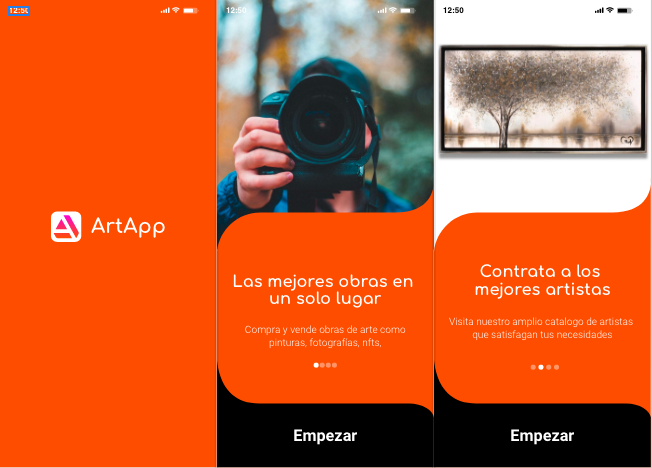 12:50
ArtApp
12:50
Las mejores obras en
un solo lugar
Compra y vende obras de arte como
pinturas, fotografías, nfts,
Empezar
12:50
Contrata a los
mejores artistas
Visita nuestro amplio catalogo de artistas
que satisfagan tus necesidades
Empezar